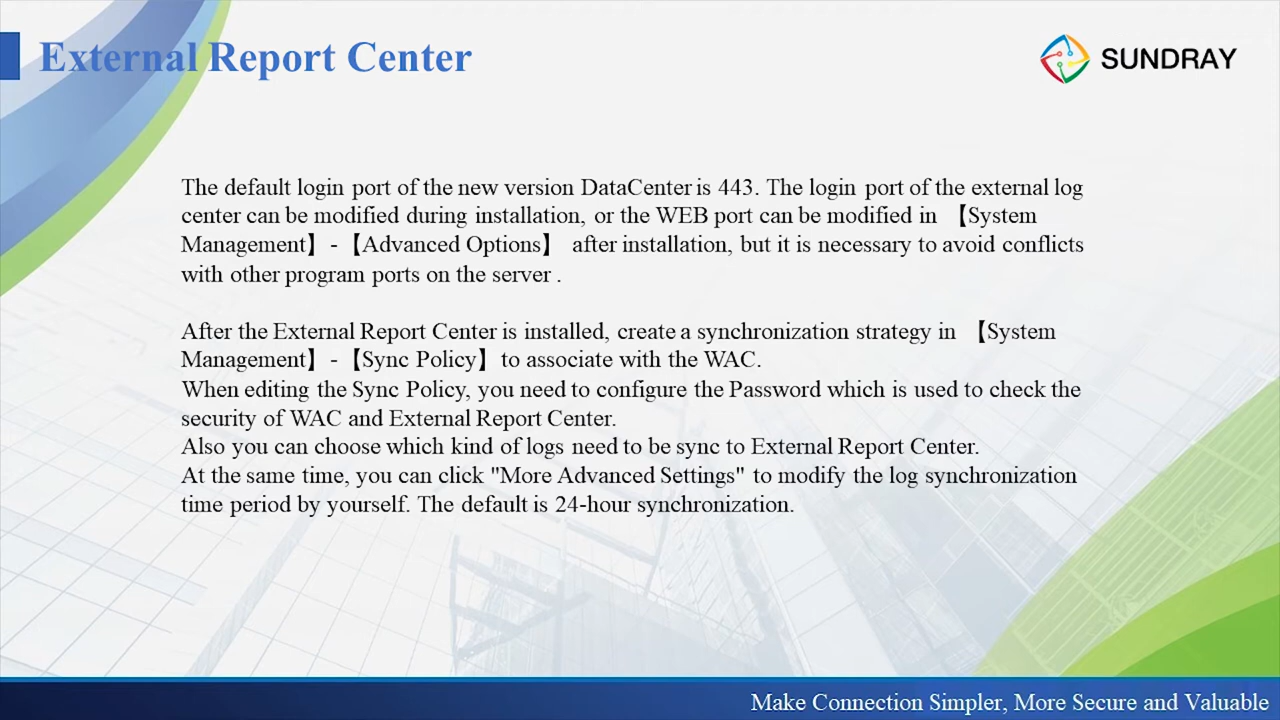 External Report Center
SUNDRAY
The default login port of the new version DataCenter is 443. The login port of the external log
center can be modified during installation, or the WEB port can be modified in 【System
Management】 - 【Advanced Options】 after installation, but it is necessary to avoid conflicts
with other program ports on the server .
After the External Report Center is installed, create a synchronization strategy in 【System
Management】 - 【Sync Policy】 to associate with the WAC.
When editing the Sync Policy, you need to configure the Password which is used to check the
security of WAC and External Report Center.
Also you can choose which kind of logs need to be sync to External Report Center.
At the same time, you can click "More Advanced Settings" to modify the log synchronization
time period by yourself. The default is 24-hour synchronization.
Make Connection Simpler, More Secure and Valuable